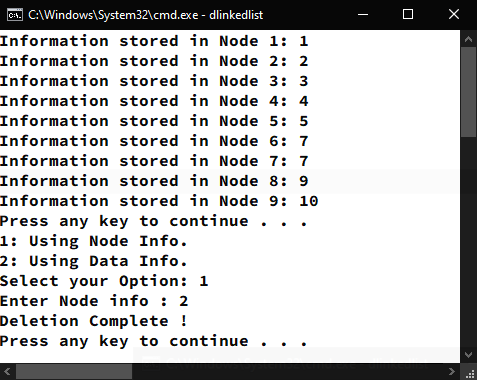 C:\Windows\System32\cmd.exe - dlinkedlist
Information stored in Node 1: 1
Information stored in Node 2: 2
Information stored in Node 3: 3
Information stored in Node 4: 4
Information stored in Node 5: 5
Information stored in Node 6: 7
Information stored in Node 7: 7
Information stored in Node 8: 9
Information stored in Node 9: 10
Press any key to continue . . .
1: Using Node Info.
2: Using Data Info.
Select your Option: 1
Enter Node info : 2
Deletion Complete !
Press any key to continue . . .